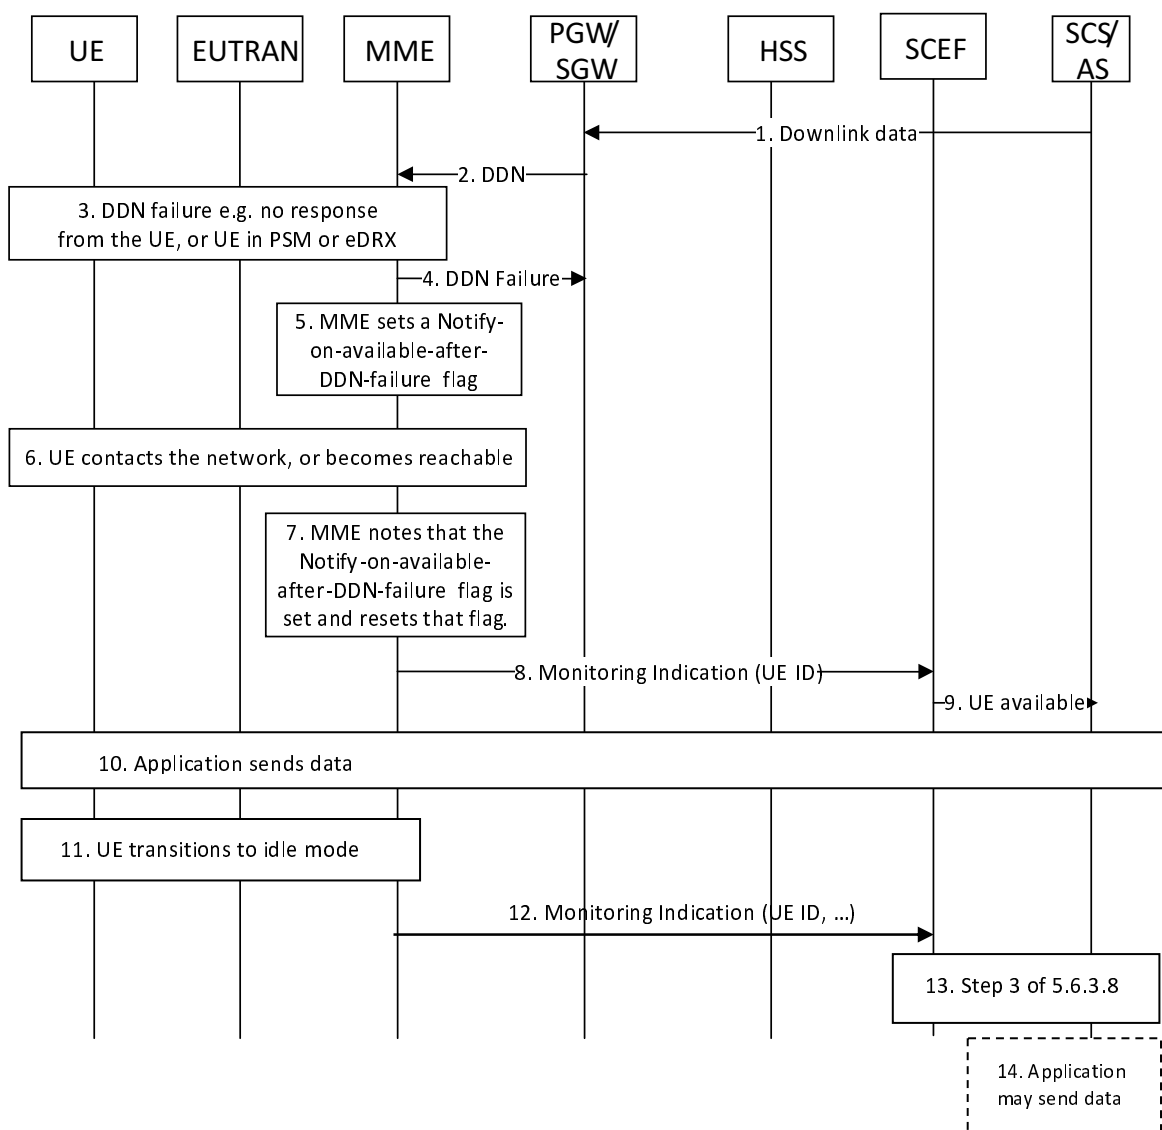 UE
EUTRAN
MME
PGW/
SGW
HSS
SCEF
SCS/
AS
1. Downlink data
2. DDN
3. DDN failure e.g. no response
from the UE, or UE in PSM or eDRX
4. DDN Failure
5. MME sets a Notify-
on-available-after-
DDN-failure flag
6. UE contacts the network, or becomes reachable
7. MME notes that the
Notify-on-available-
after-DDN-failure flag is
set and resets that flag.
8. Monitoring Indication (UE ID)
9. UE available
10. Application sends data
11. UE transitions to idle mode
12. Monitoring Indication (UE ID, ...)
13. Step 3 of 5.6.3.8
14. Application
may send data